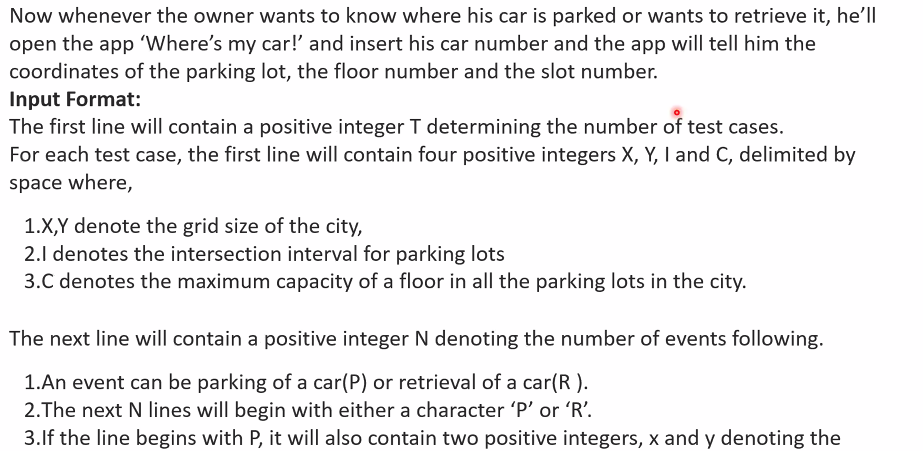 Now whenever the owner wants to know where his car is parked or wants to retrieve it, he’ll
open the app ‘Where’s my car!’ and insert his car number and the app will tell him the
coordinates of the parking lot, the floor number and the slot number.
Input Format:
The first line will contain a positive integer T determining the number of test cases.
For each test case, the first line will contain four positive integers X, Y, I and C, delimited by
space where,
1.X,Y denote the grid size of the city,
2.I denotes the intersection interval for parking lots
3.C denotes the maximum capacity of a floor in all the parking lots in the city.
The next line will contain a positive integer N denoting the number of events following.
1.An event can be parking of a car(P) or retrieval of a car(R ).
2.The next N lines will begin with either a character ‘P’ or ‘R’.
3.If the line begins with P, it will also contain two positive integers, x and y denoting the